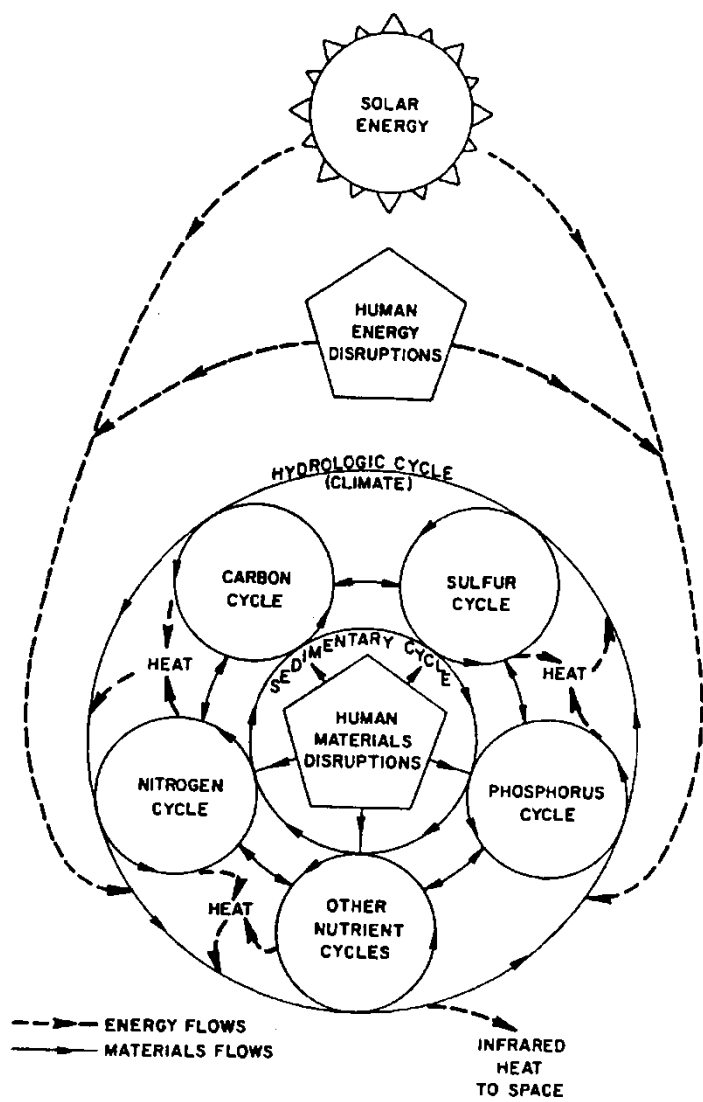 SOLAR
ENERGY
HUMAN
ENERGY
DISRUPTIONS
HYDROLOGIC CYCLE
(CLIMATE)
CARBON
CYCLE
SULFUR
CYCLE
SEDIMENTARY CYCLE
HEAT
HEAT
HUMAN
MATERIALS
DISRUPTIONS
NITROGEN
CYCLE
PHOSPHORUS
CYCLE
HEAT
OTHER
NUTRIENT
CYCLES
ENERGY FLOWS
MATERIALS FLOWS
INFRARED
HEAT
TO SPACE